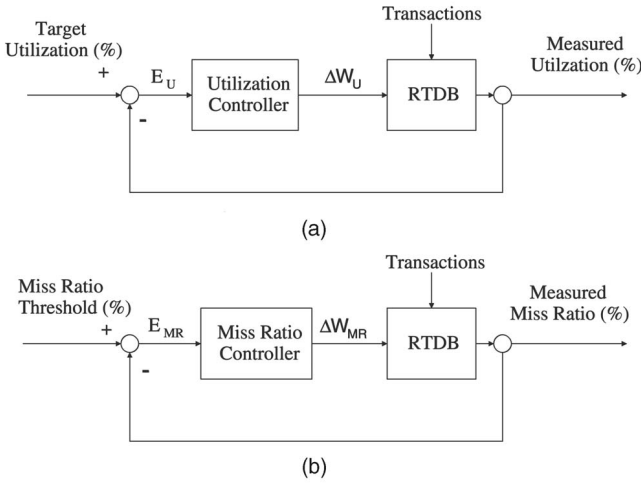 Target
Utilization (%)
+
-
E U
Utilization
Controller
ΔW U
Transactions
RTDB
Measured
Utilzation (%)
(a)
Miss Ratio
Threshold (%)
+
-
E MR
Miss Ratio
Controller
ΔW MR
Transactions
RTDB
Measured
Miss Ratio (%)
(b)